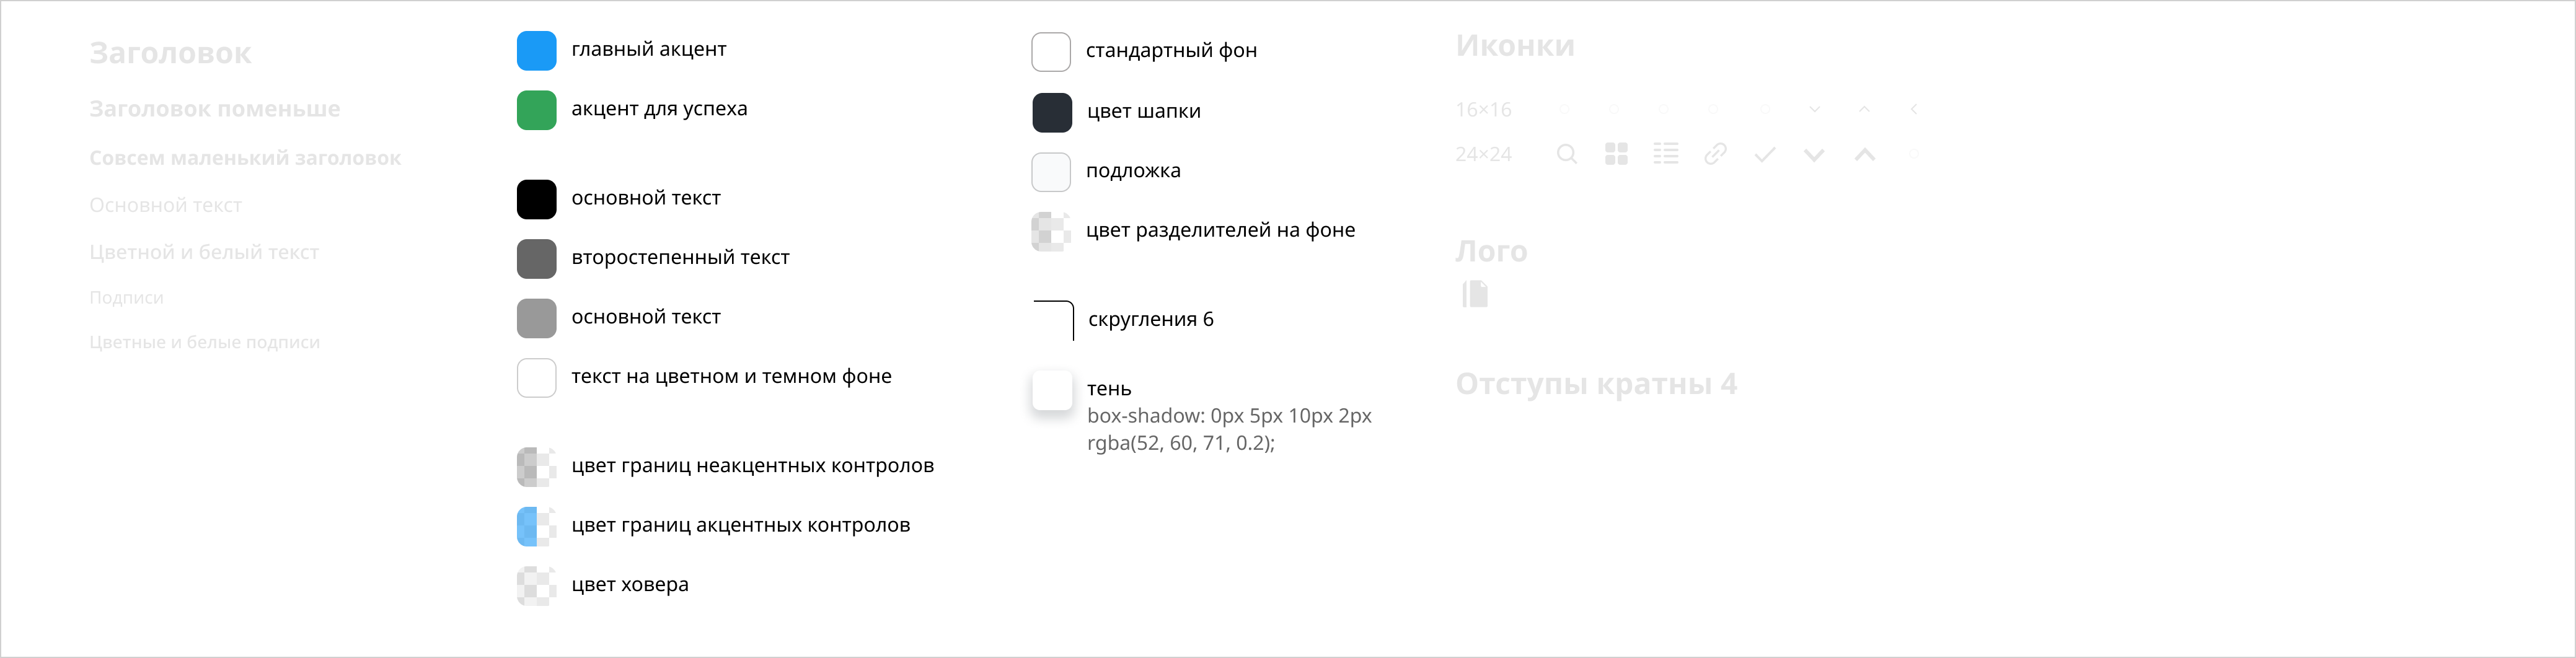 Заголовок
Заголовок поменьше
Совсем маленький заголовок
Основной текст
Цветной и белый текст
Подписи
Цветные и белые подписи
главный акцент
акцент для успеха
основной текст
второстепенный текст
основной текст
текст на цветном и темном фоне
цвет границ неакцентных контролов
цвет границ акцентных контролов
цвет ховера
стандартный фон
цвет шапки
подложка
цвет разделителей на фоне
скругления 6
тень
box-shadow: 0px 5px 10px 2px
rgba(52, 60, 71, 0.2);
Иконки
16×16
24×24
Лого
Отступы кратны 4